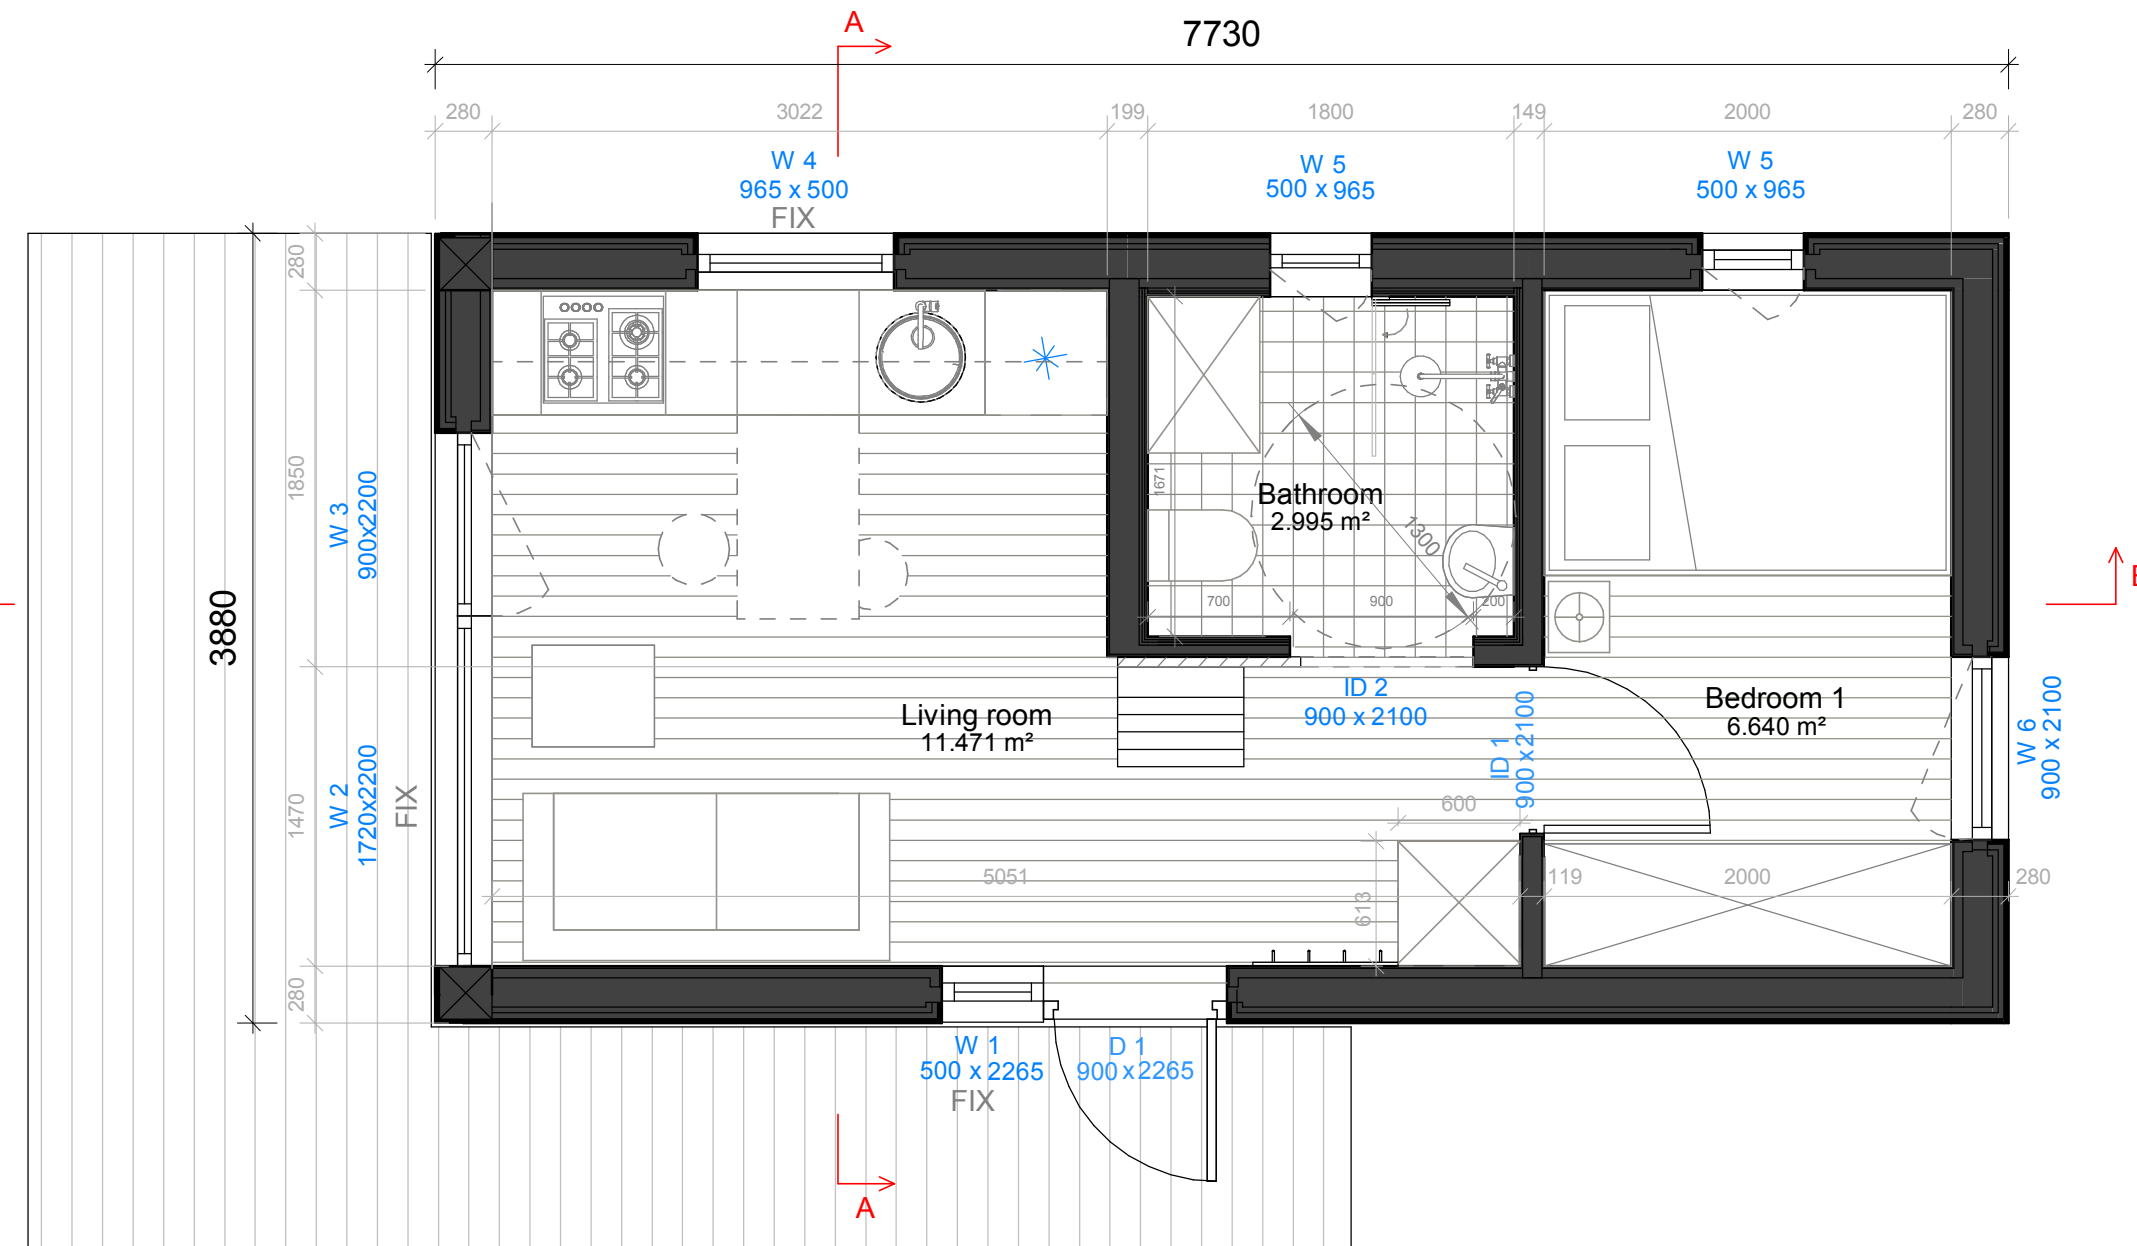 A
7730
280
3022
199
1800
149
2000
280
W 4
965 x 500
FIX
W 5
500 x 965
W 5
500 x 965
280
1850
1470
280
3880
W 3
900x2200
W 2
1720x2200
FIX
1671
Bathroom
2.995 m²
1300
700
900
200
Living room
11.471 m²
ID 2
900 x 2100
ID 1
900 x 2100
Bedroom 1
6.640 m²
W 6
900 x 2100
600
613
5051
119
2000
280
W 1
500 x 2265
FIX
D 1
900 x 2265
A